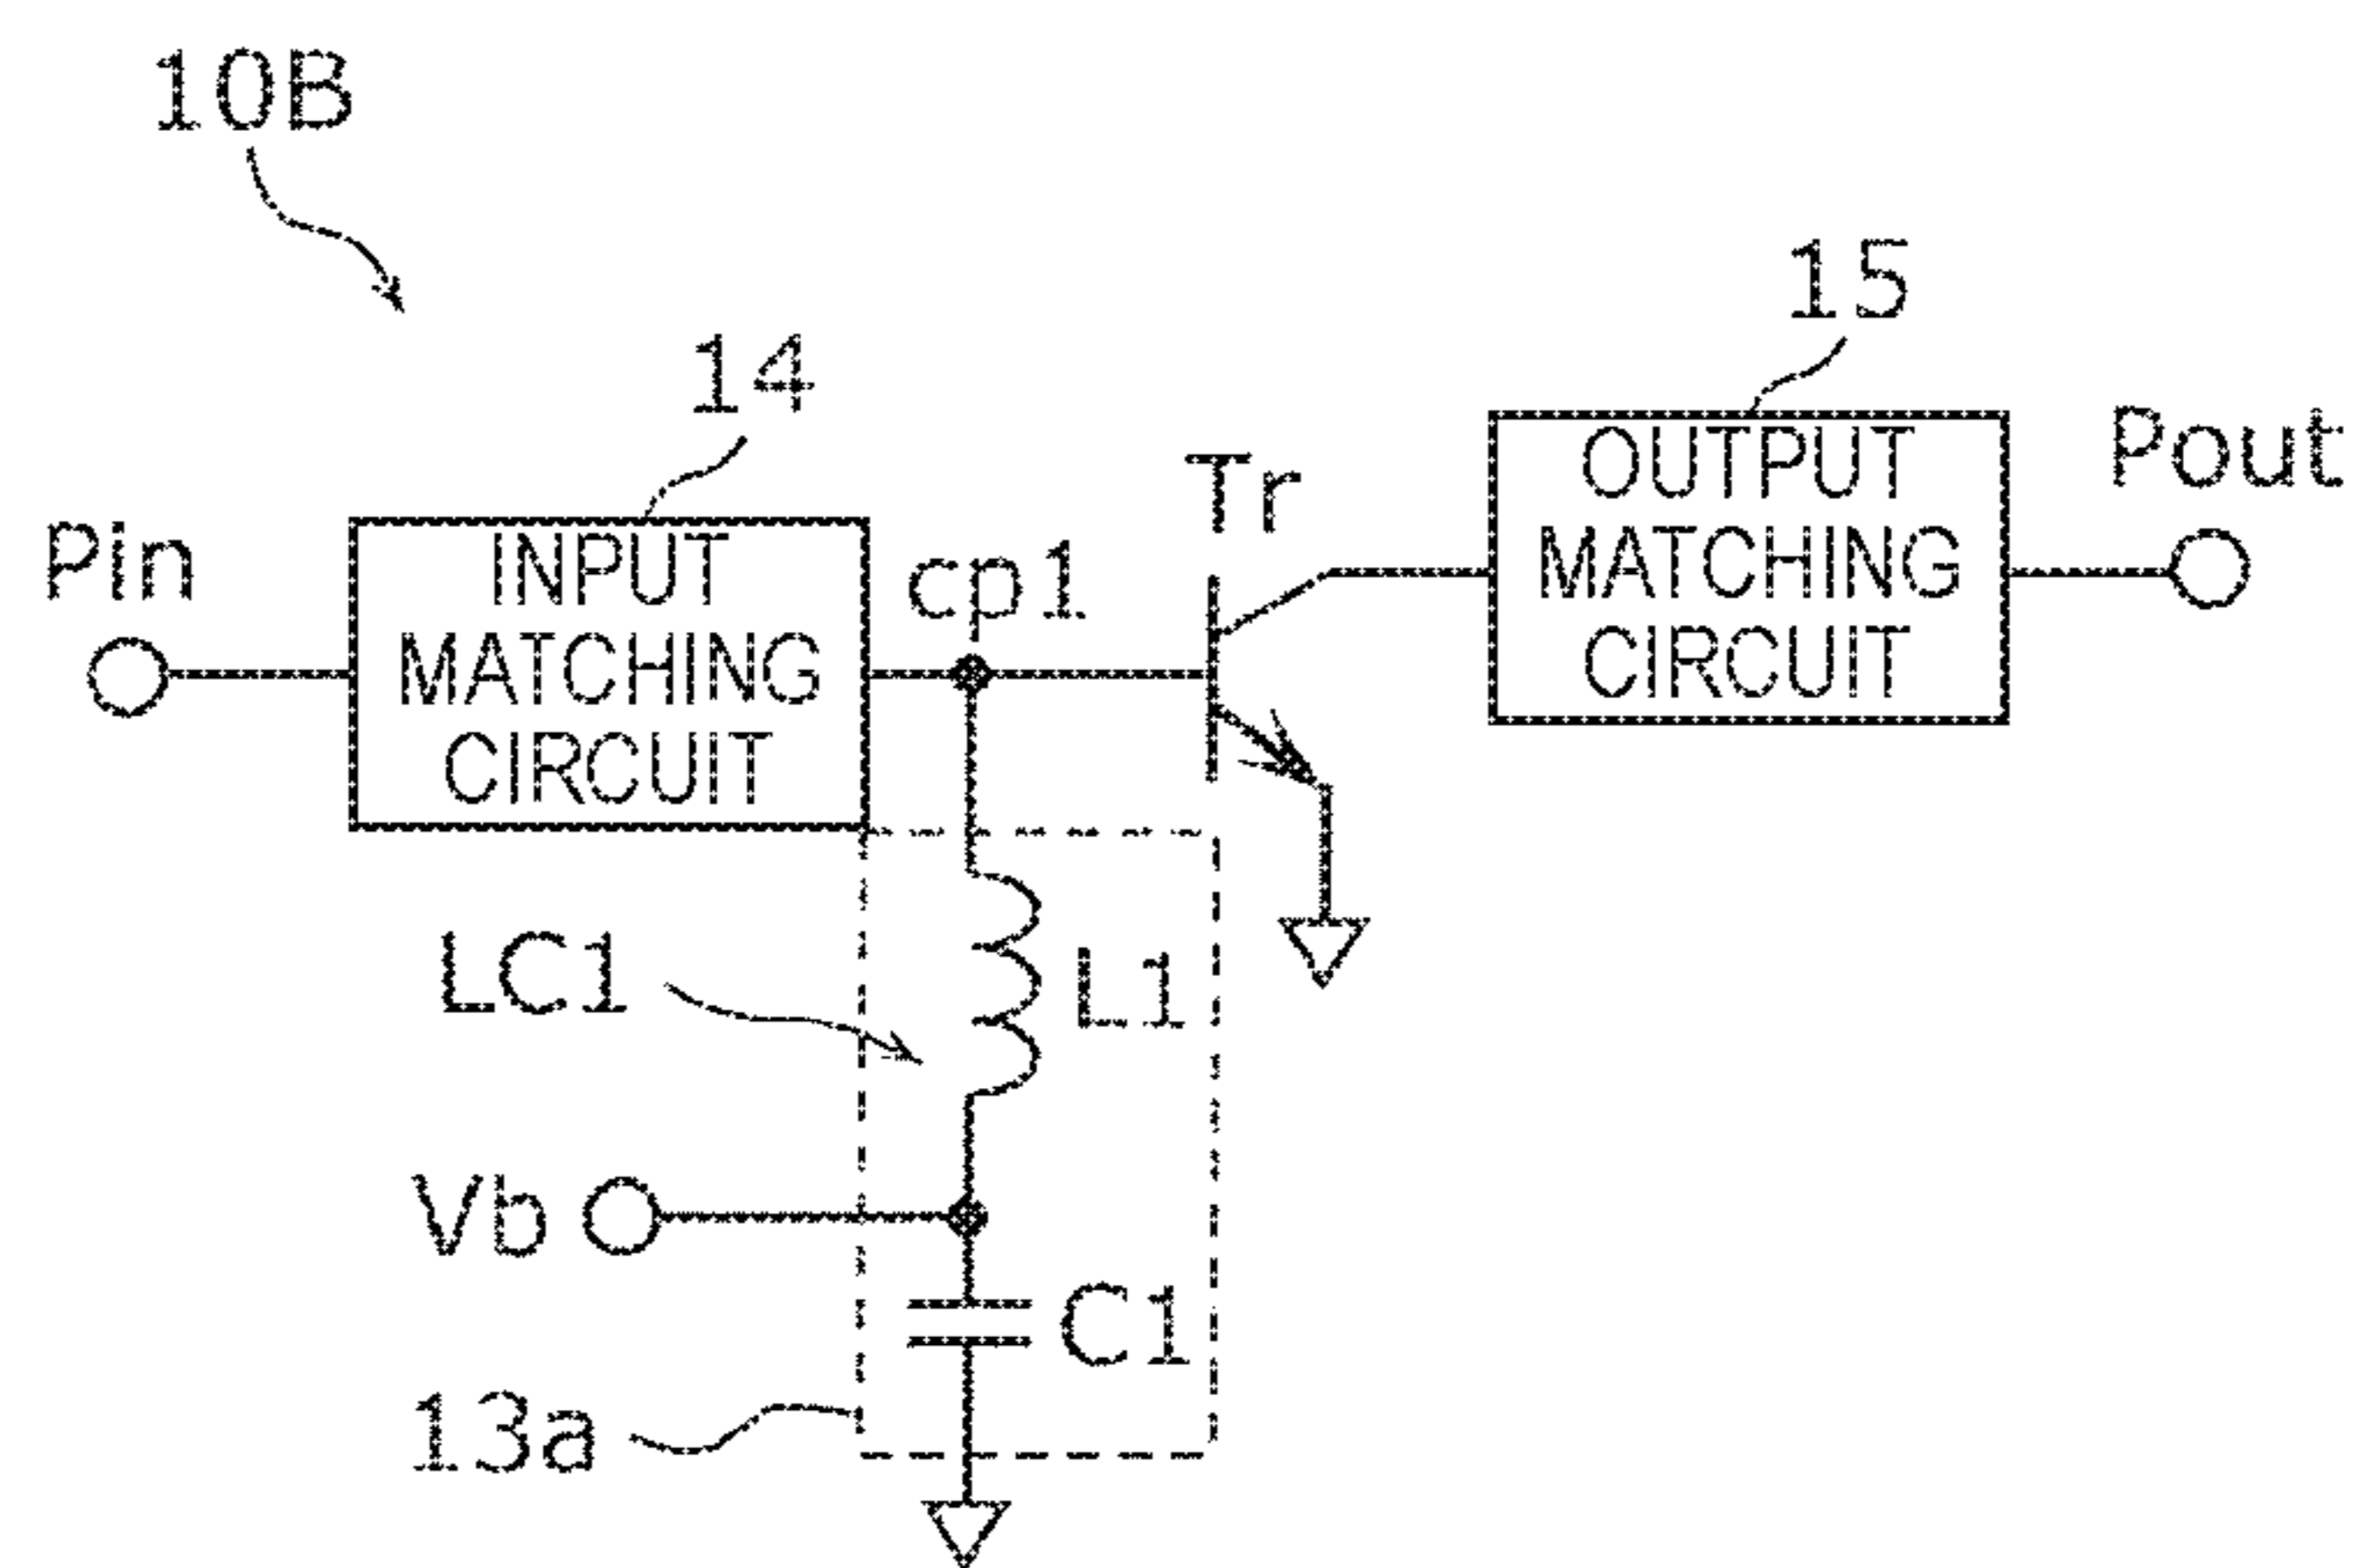 10B
15
14
Pout
OUTPUT
MATCHING
CIRCUIT
Tr
Pin
INPUT
MATCHING
CIRCUIT
cp1
LC1
L1
Vb
C1
13a